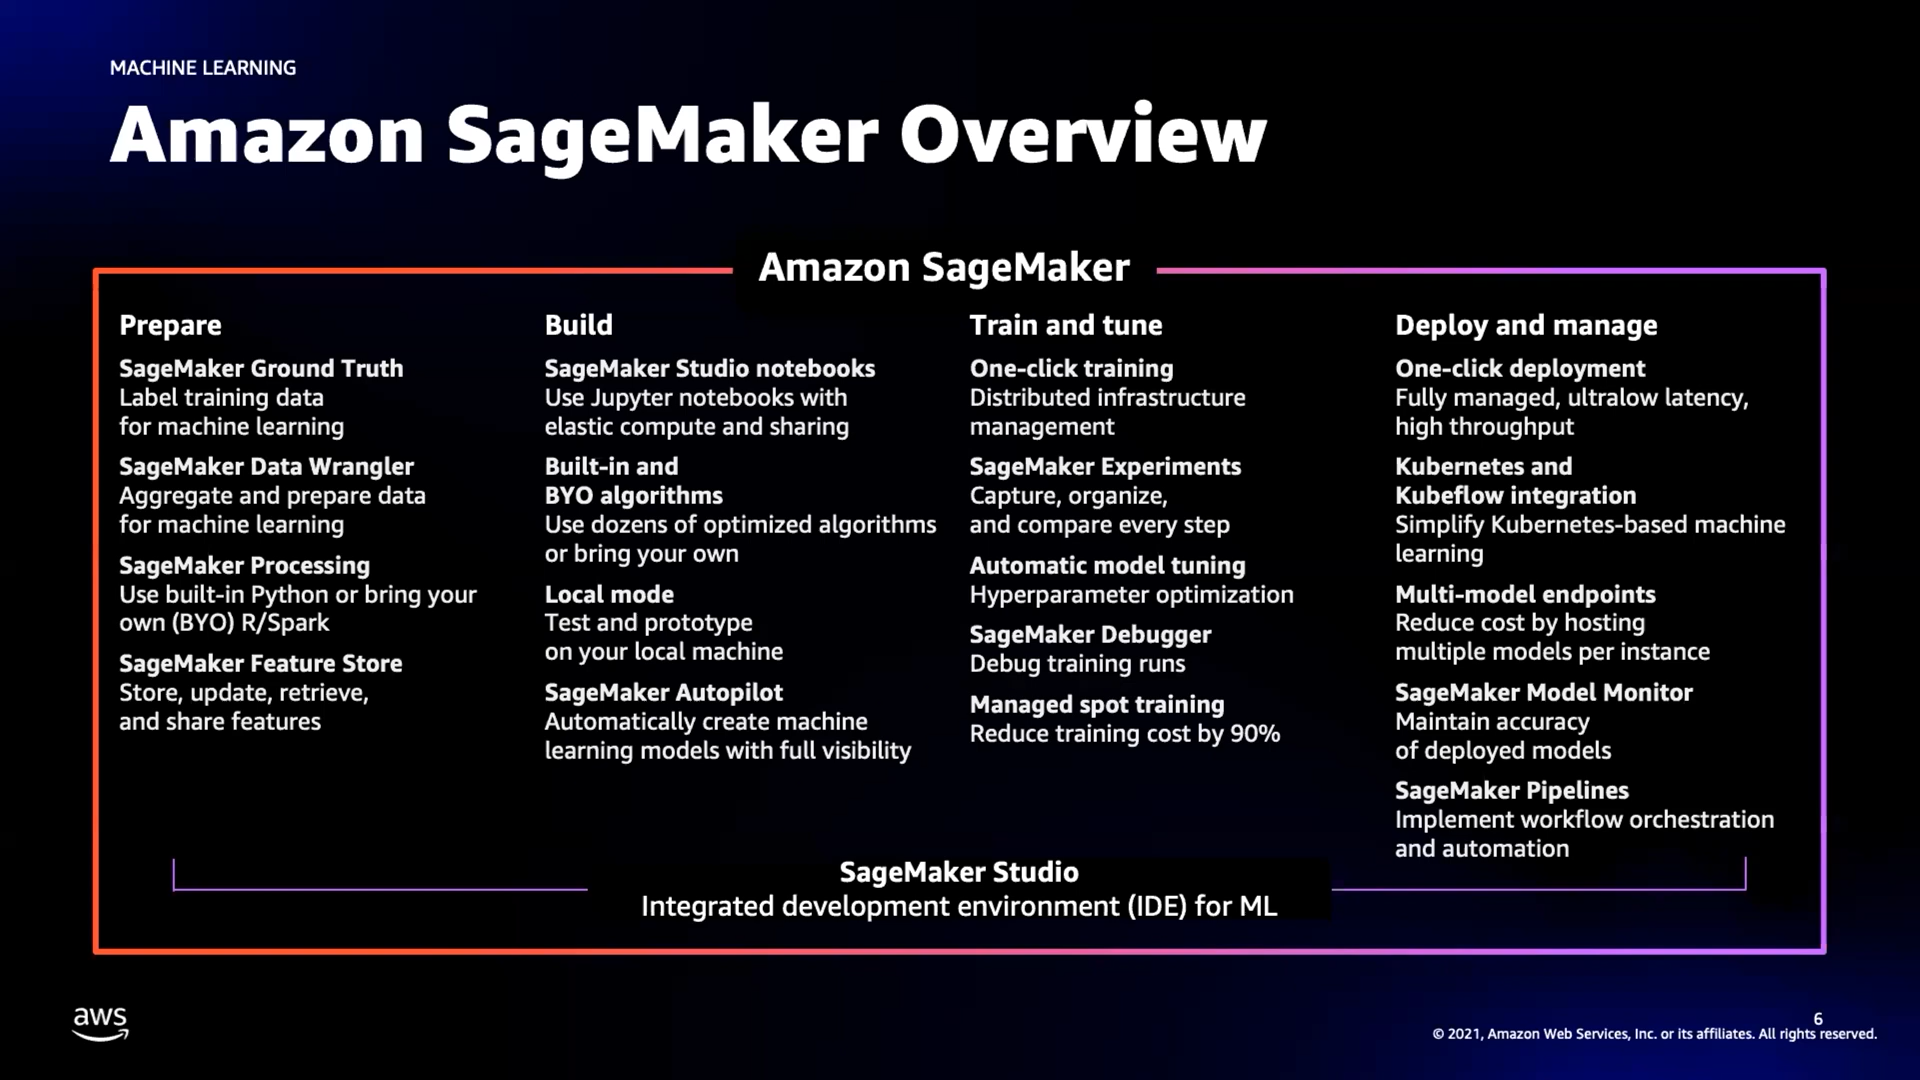 MACHINE LEARNING
Amazon SageMaker Overview
Amazon SageMaker
Prepare
SageMaker Ground Truth
Label training data
for machine learning
SageMaker Data Wrangler
Aggregate and prepare data
for machine learning
SageMaker Processing
Use built-in Python or bring your
own (BYO) R/Spark
SageMaker Feature Store
Store, update, retrieve,
and share features
Build
SageMaker Studio notebooks
Use Jupyter notebooks with
elastic compute and sharing
Built-in and
BYO algorithms
Use dozens of optimized algorithms
or bring your own
Local mode
Test and prototype
on your local machine
SageMaker Autopilot
Automatically create machine
learning models with full visibility
Train and tune
One-click training
Distributed infrastructure
management
SageMaker Experiments
Capture, organize,
and compare every step
Automatic model tuning
Hyperparameter optimization
SageMaker Debugger
Debug training runs
Managed spot training
Reduce training cost by 90%
Deploy and manage
One-click deployment
Fully managed, ultralow latency,
high throughput
Kubernetes and
Kubeflow integration
Simplify Kubernetes-based machine
learning
Multi-model endpoints
Reduce cost by hosting
multiple models per instance
SageMaker Model Monitor
Maintain accuracy
of deployed models
SageMaker Pipelines
Implement workflow orchestration
and automation
SageMaker Studio
Integrated development environment (IDE) for ML
aws
6
© 2021, Amazon Web Services, Inc. or its affiliates. All rights reserved.